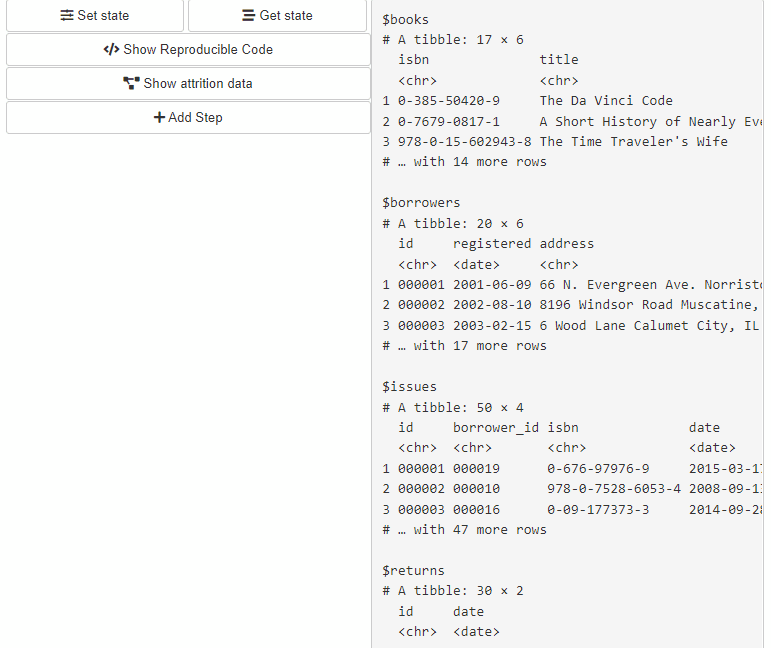 Set state
Get state
Show Reproducible Code
Show attrition data
Add Step
$books
# A tibble: 17 × 6
isbn title
<chr> <chr>
1 0-385-50420-9 The Da Vinci Code
2 0-7679-0817-1 A Short History of Nearly Eve
3 978-0-15-602943-8 The Time Traveler's Wife
# … with 14 more rows
$borrowers
# A tibble: 20 × 6
id registered address
<chr> <date> <chr>
1 000001 2001-06-09 66 N. Evergreen Ave. Norristo
2 000002 2002-08-10 8196 Windsor Road Muscatine,
3 000003 2003-02-15 6 Wood Lane Calumet City, IL
# … with 17 more rows
$issues
# A tibble: 50 × 4
id borrower_id isbn date
<chr> <chr> <chr> <date>
1 000001 000019 0-676-97976-9 2015-03-17
2 000002 000010 978-0-7528-6053-4 2008-09-13
3 000003 000016 0-09-177373-3 2014-09-28
# … with 47 more rows
$returns
# A tibble: 30 × 2
id date
<chr> <date>